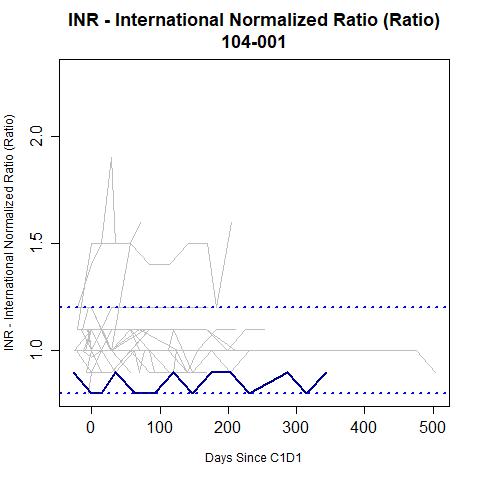 INR - International Normalized Ratio (Ratio)
104-001
INR - International Normalized Ratio (Ratio)
2.0
1.5
1.0
0 100 200 300 400 500
Days Since C1D1